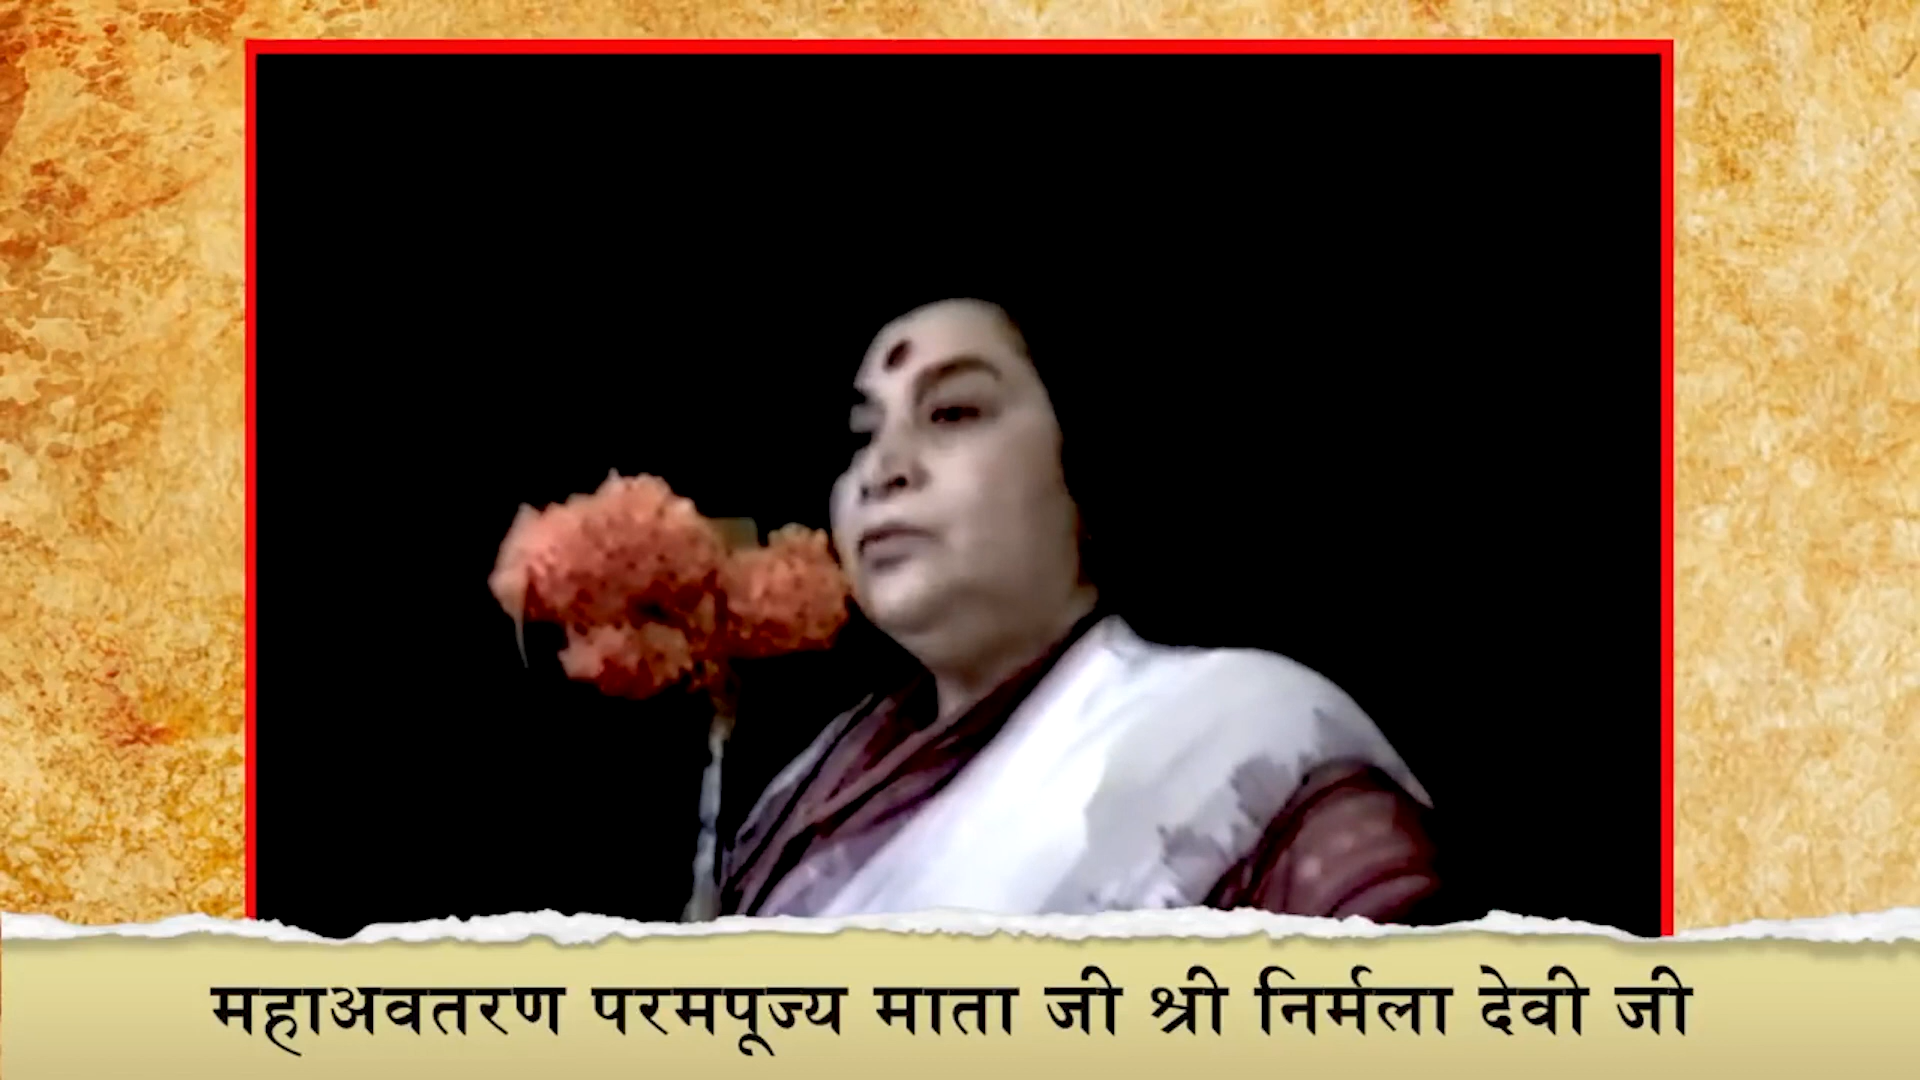 महाअवतरण परमपूज्य माता जी श्री निर्मला देवी जी